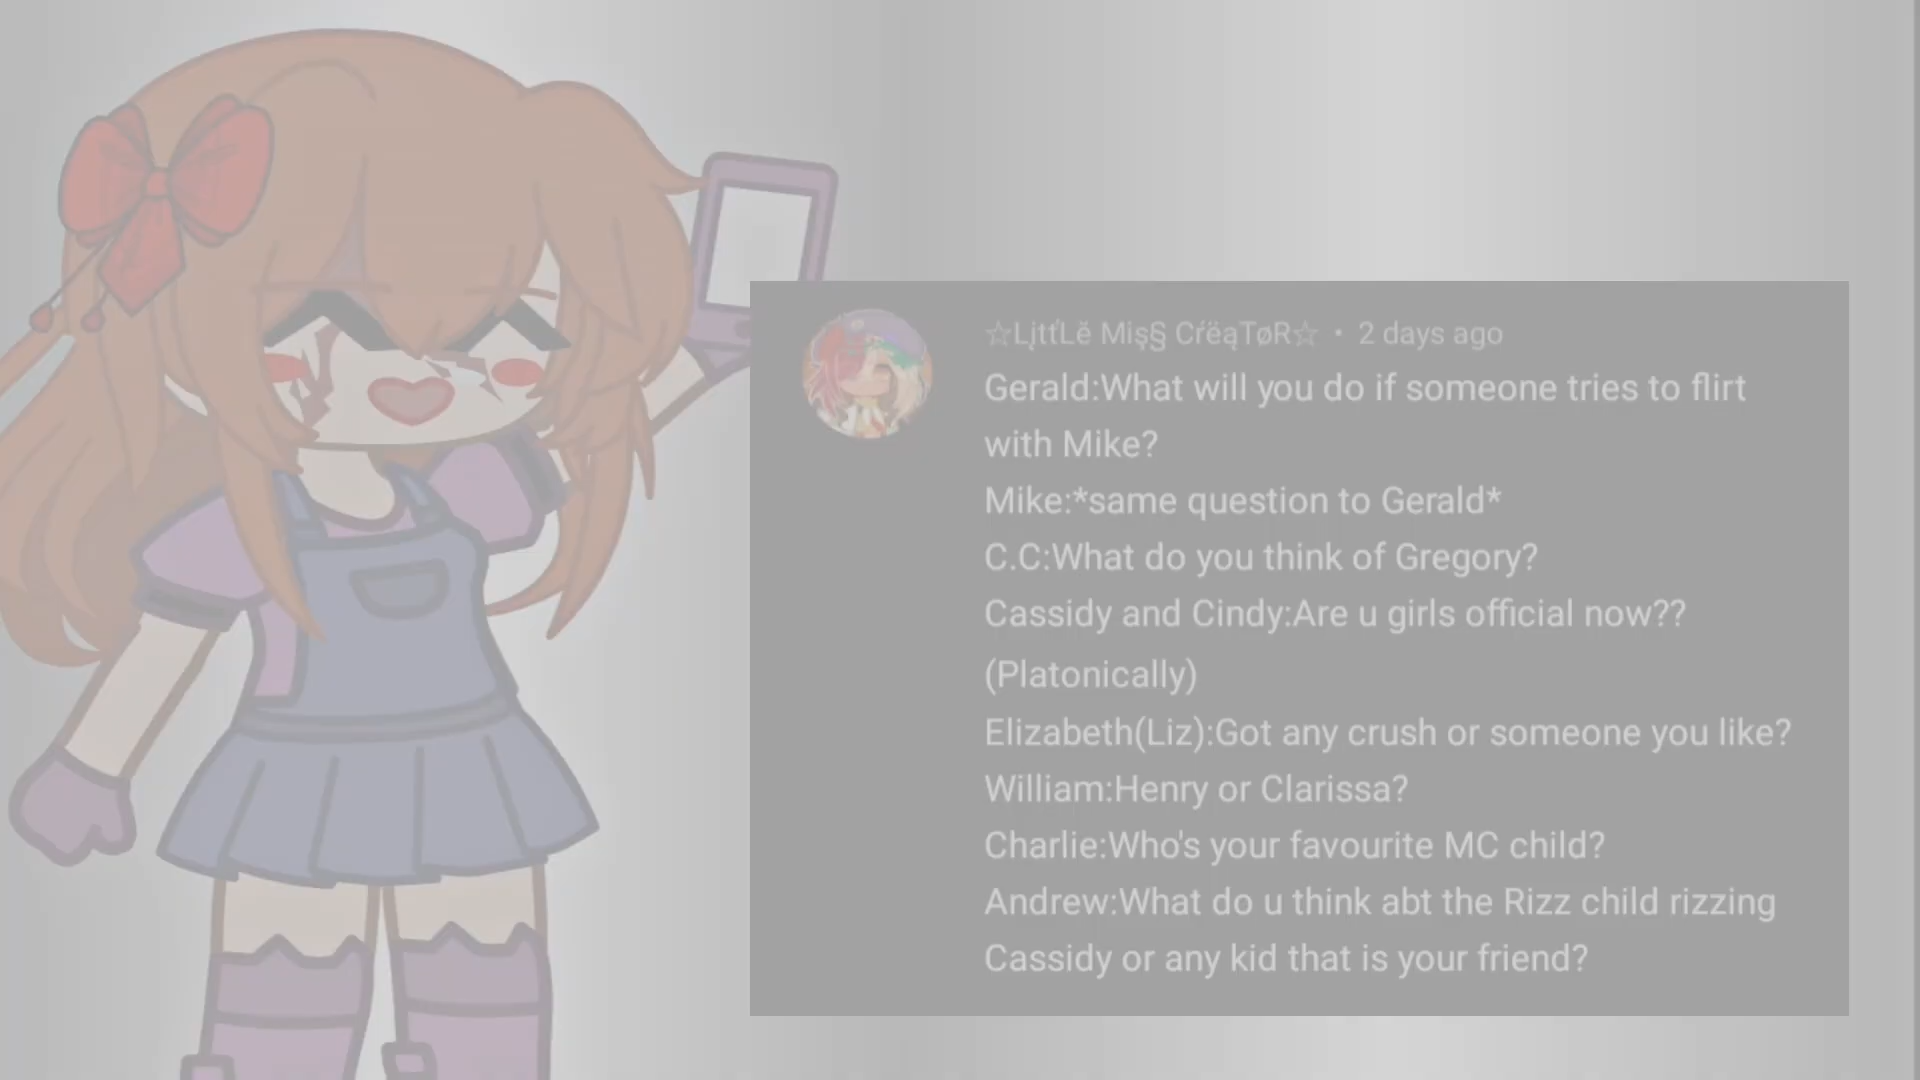 ☆LįtťLë Miş§ CŕëąTøR☆ • 2 days ago
Gerald:What will you do if someone tries to flirt
with Mike?
Mike:*same question to Gerald*
C.C:What do you think of Gregory?
Cassidy and Cindy:Are u girls official now??
(Platonically)
Elizabeth(Liz):Got any crush or someone you like?
William:Henry or Clarissa?
Charlie:Who's your favourite MC child?
Andrew:What do u think abt the Rizz child rizzing
Cassidy or any kid that is your friend?